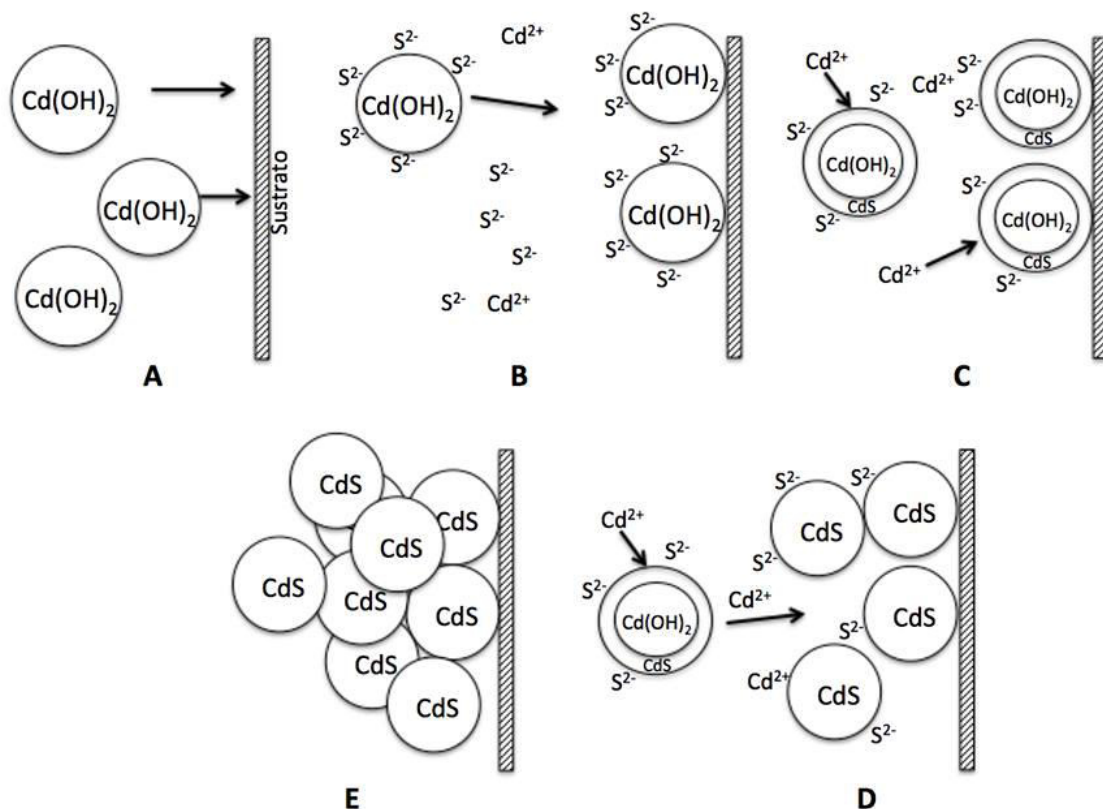 Cd(OH)₂
Cd(OH)₂
Cd(OH)₂
Sustrato
A
S²⁻
Cd²⁺
S²⁻
S²⁻
Cd(OH)₂
S²⁻
S²⁻
S²⁻
S²⁻
S²⁻
S²⁻
Cd²⁺
S²⁻
S²⁻
Cd(OH)₂
S²⁻
S²⁻
S²⁻
Cd(OH)₂
S²⁻
S²⁻
B
Cd²⁺
S²⁻
S²⁻
Cd(OH)₂
CdS
S²⁻
S²⁻
Cd²⁺
S²⁻
Cd(OH)₂
CdS
S²⁻
Cd(OH)₂
CdS
Cd²⁺
S²⁻
C
CdS
CdS
CdS
CdS
CdS
CdS
CdS
CdS
E
Cd²⁺
S²⁻
S²⁻
Cd(OH)₂
CdS
S²⁻
Cd²⁺
S²⁻
S²⁻
CdS
CdS
S²⁻
CdS
S²⁻
Cd²⁺
CdS
S²⁻
D